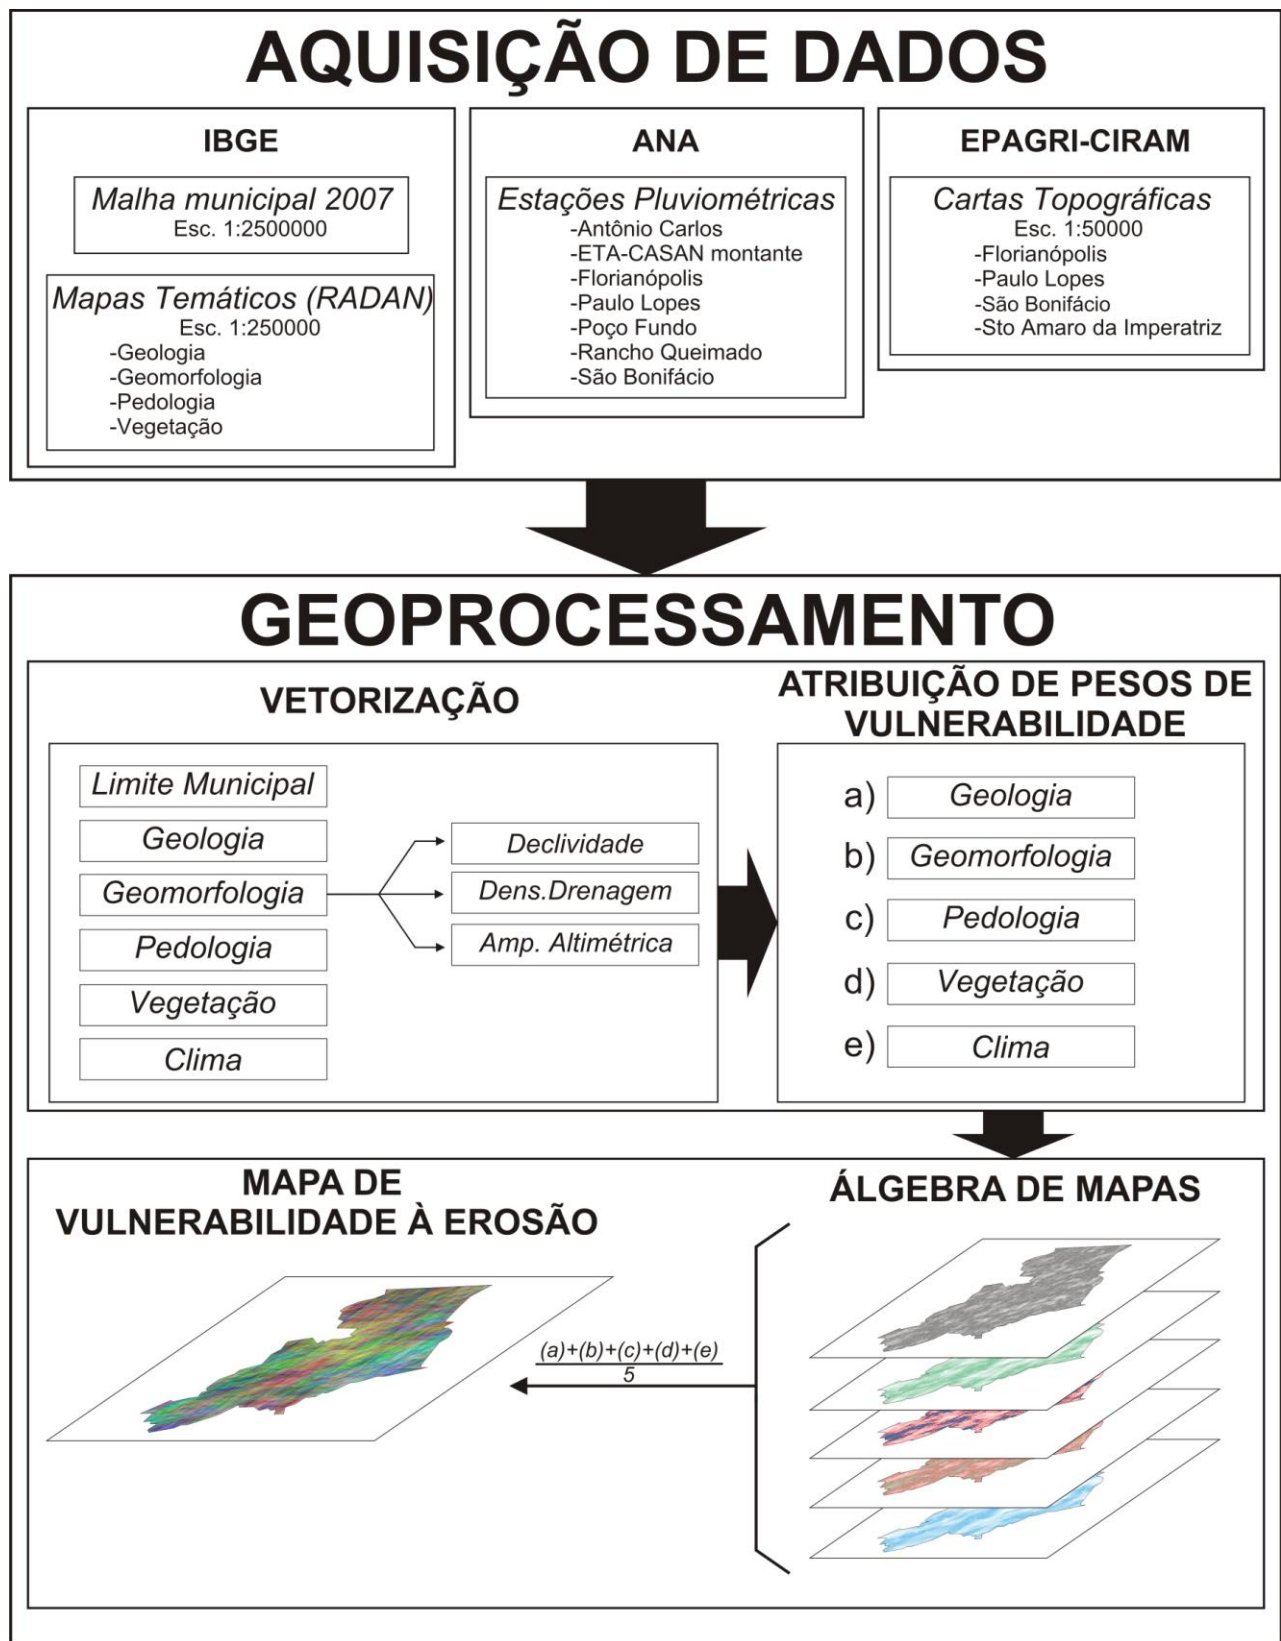 AQUISIÇÃO DE DADOS
IBGE
Malha municipal 2007
Esc. 1:2500000
Mapas Temáticos (RADAN)
Esc. 1:250000
-Geologia
-Geomorfologia
-Pedologia
-Vegetação
ANA
Estações Pluviométricas
-Antônio Carlos
-ETA-CASAN montante
-Florianópolis
-Paulo Lopes
-Poço Fundo
-Rancho Queimado
-São Bonifácio
EPAGRI-CIRAM
Cartas Topográficas
Esc. 1:50000
-Florianópolis
-Paulo Lopes
-São Bonifácio
-Sto Amaro da Imperatriz
GEOPROCESSAMENTO
VETORIZAÇÃO
Limite Municipal
Geologia
Geomorfologia
Pedologia
Vegetação
Clima
Declividade
Dens.Drenagem
Amp. Altimétrica
ATRIBUIÇÃO DE PESOS DE
VULNERABILIDADE
a) Geologia
b) Geomorfologia
c) Pedologia
d) Vegetação
e) Clima
MAPA DE
VULNERABILIDADE À EROSÃO
(a)+(b)+(c)+(d)+(e)
5
ÁLGEBRA DE MAPAS